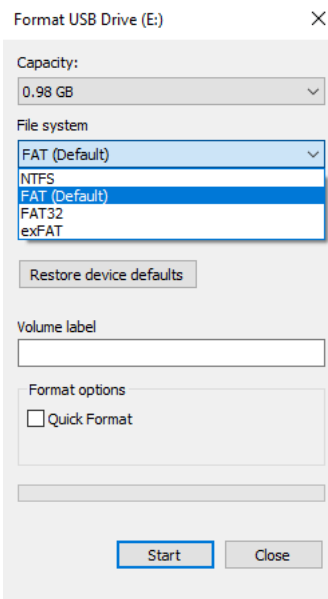 Format USB Drive (E:)
Capacity:
0.98 GB
File system
FAT (Default)
NTFS
FAT (Default)
FAT32
exFAT
Restore device defaults
Volume label
Format options
Quick Format
Start
Close